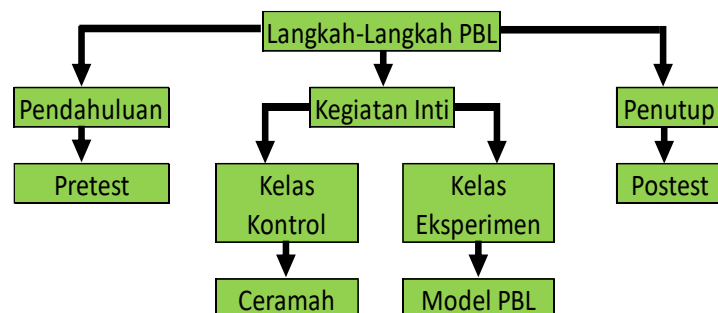 Langkah-Langkah PBL
Pendahuluan
Kegiatan Inti
Penutup
Pretest
Kelas
Kontrol
Kelas
Eksperimen
Postest
Ceramah
Model PBL